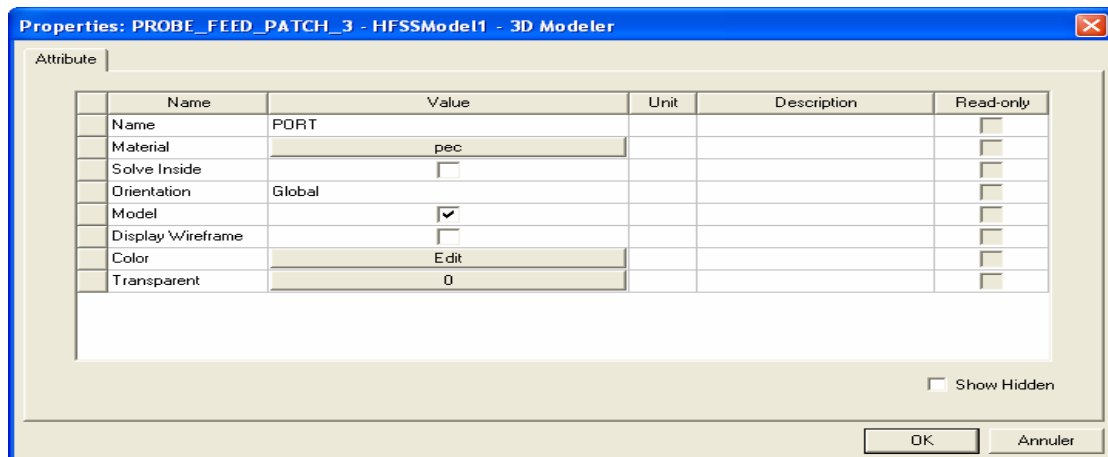 Properties: PROBE_FEED_PATCH_3 - HFSSModel1 - 3D Modeler
Attribute
Name Value Unit Description Read-only
Name PORT
Material pec
Solve Inside
Orientation Global
Model
Display Wireframe
Color Edit
Transparent 0
Show Hidden
OK Annuler